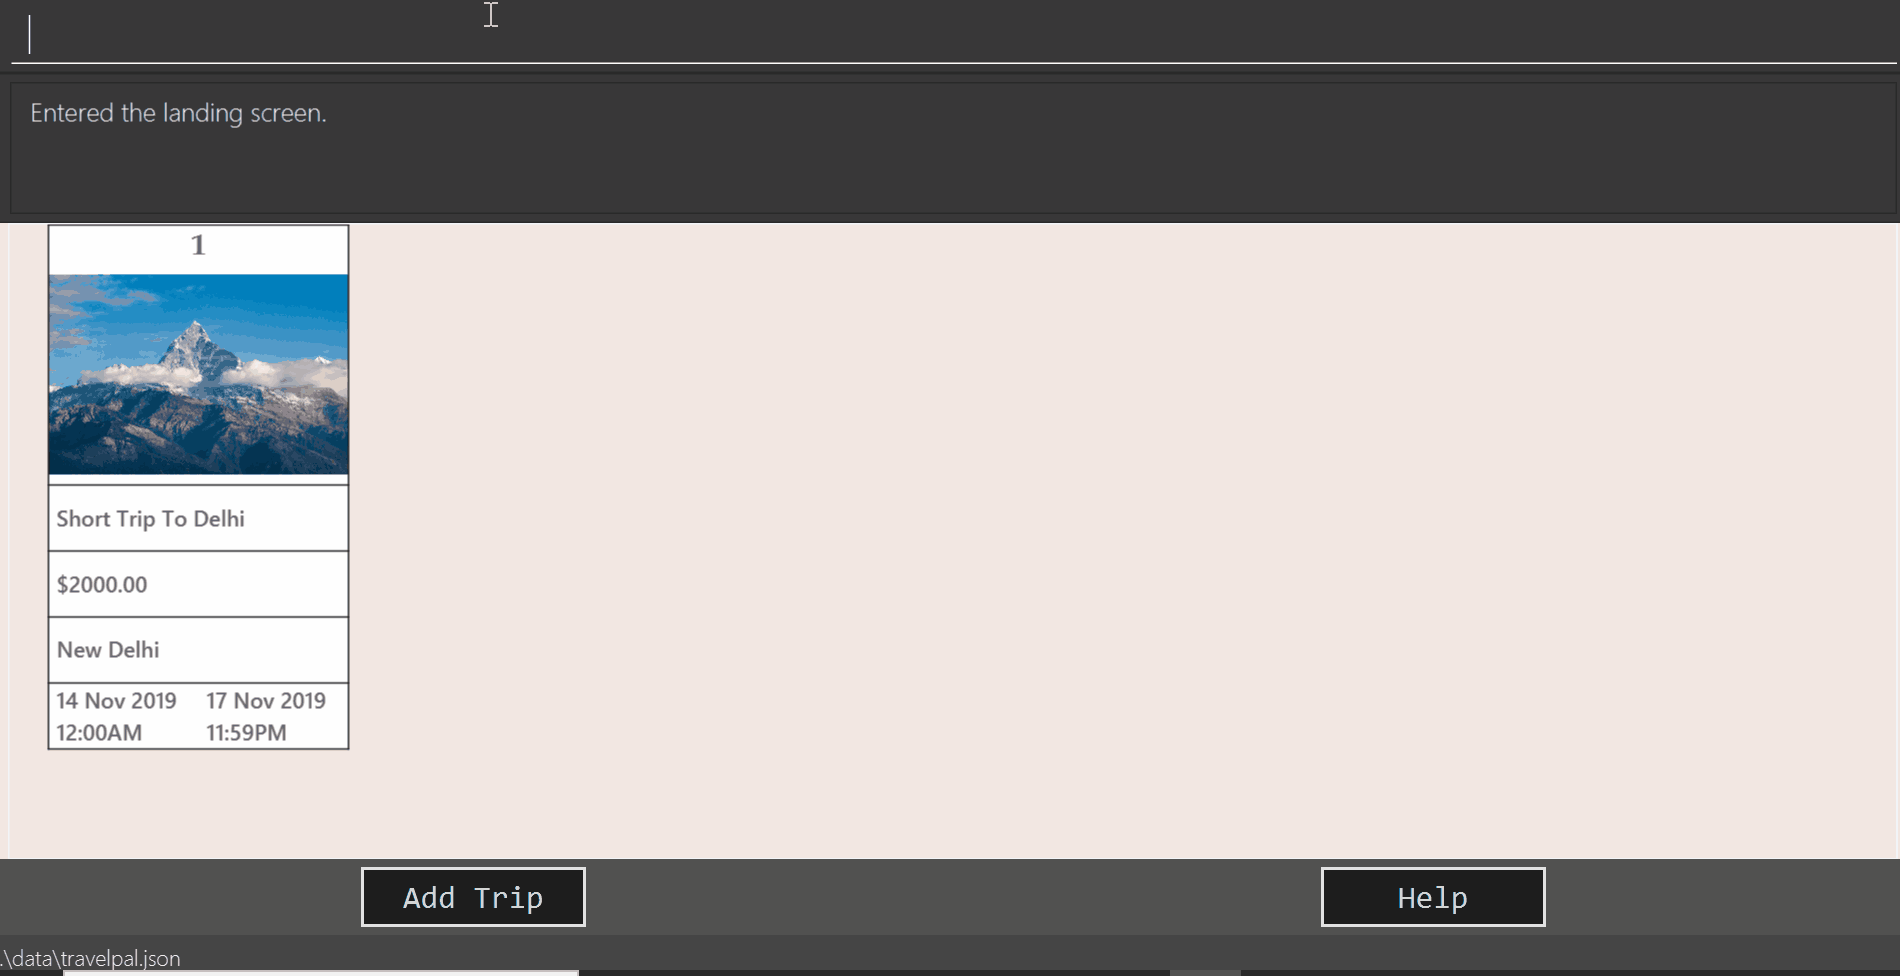 Entered the landing screen.
1
Short Trip To Delhi
$2000.00
New Delhi
14 Nov 2019 17 Nov 2019
12:00AM 11:59PM
Add Trip Help
.\data\travelpal.json